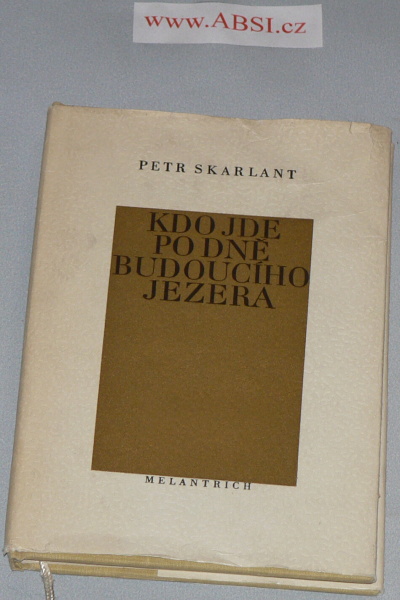 www.ABSI.cz
PETR SKARLANT
KDO JDE
PO DNĚ
BUDOUCÍHO
JEZERA
MELANTRICH